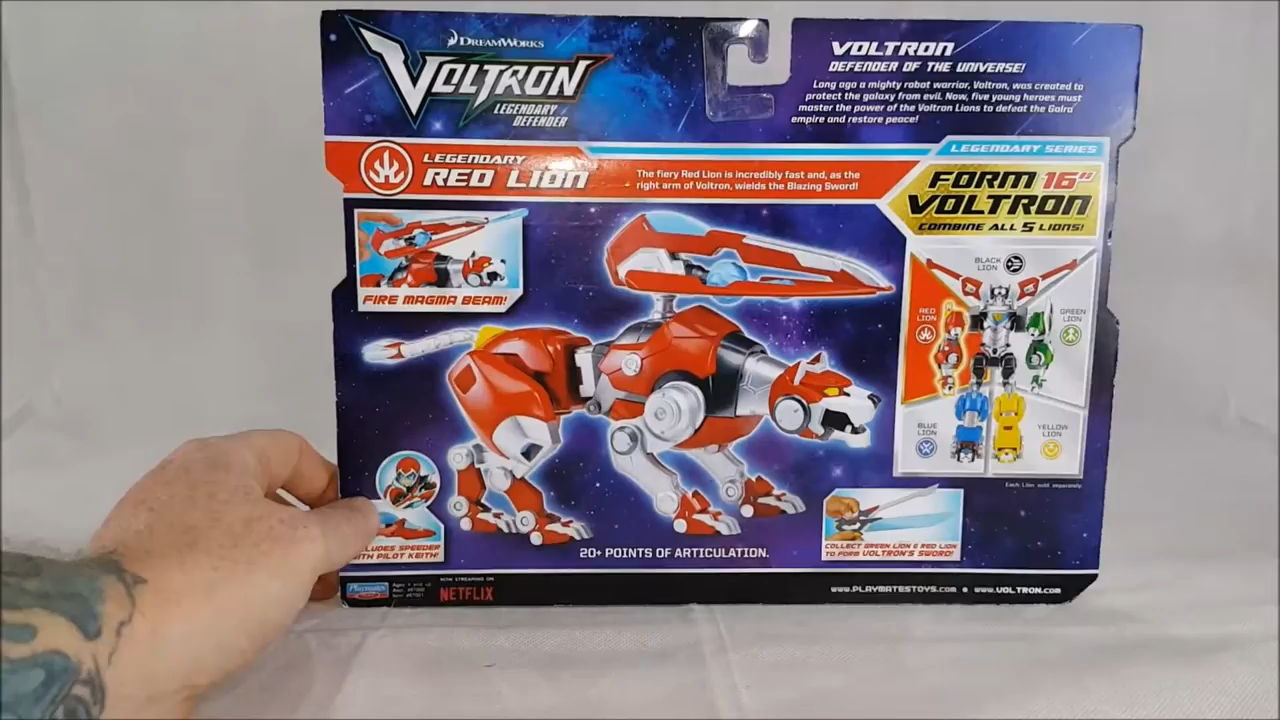 DREAMWORKS
VOLTRON
LEGENDARY
DEFENDER
VOLTRON
DEFENDER OF THE UNIVERSE!
Long ago a mighty robot warrior, Voltron, was created to
protect the galaxy from evil. Now, five young heroes must
master the power of the Voltron Lions to defeat the Galra
empire and restore peace!
LEGENDARY SERIES
LEGENDARY
RED LION
The fiery Red Lion is incredibly fast and, as the
right arm of Voltron, wields the Blazing Sword!
FORM 16"
VOLTRON
COMBINE ALL 5 LIONS!
FIRE MAGMA BEAM!
BLACK
LION
RED
LION
GREEN
LION
BLUE
LION
YELLOW
LION
Each Lion sold separately.
SPEEDER
WITH PILOT KEITH!
20+ POINTS OF ARTICULATION.
COLLECT GREEN LION & RED LION
TO FORM VOLTRON'S SWORD!
Playmates
Ages 4 and up
NOW STREAMING ON
NETFLIX
WWW.PLAYMATESTOYS.COM • WWW.VOLTRON.COM